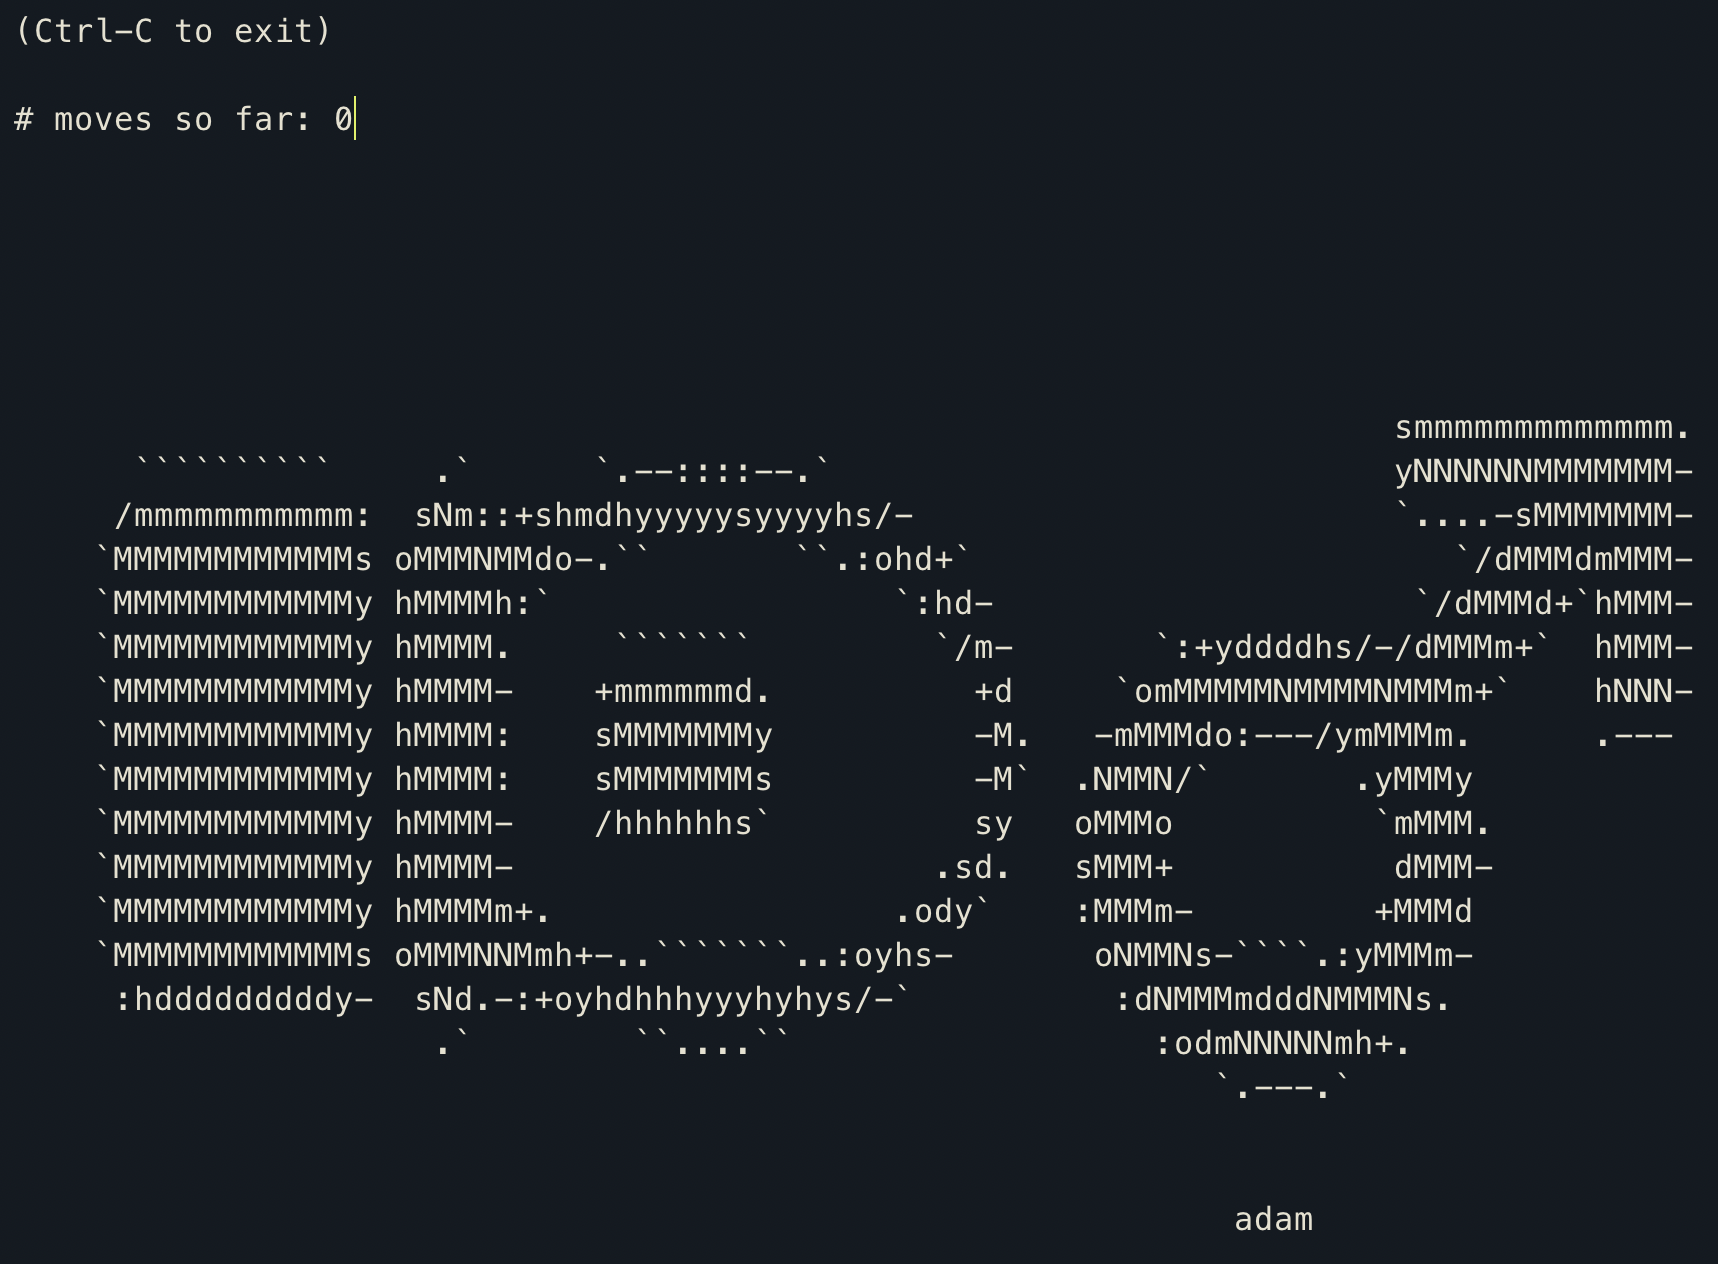 (Ctrl-C to exit)
# moves so far: 0
                                                                     smmmmmmmmmmmmm.
      ``````````     .`      `.--::::--.`                            yNNNNNNMMMMMMM-
     /mmmmmmmmmmm:  sNm::+shmdhyyyyysyyyyhs/-                        `....-sMMMMMMM-
    `MMMMMMMMMMMMs oMMMNMMdo-.``       ``.:ohd+`                        `/dMMMdmMMM-
    `MMMMMMMMMMMMy hMMMMh:`                 `:hd-                     `/dMMMd+`hMMM-
    `MMMMMMMMMMMMy hMMMM.     ```````         `/m-       `:+yddddhs/-/dMMMm+`  hMMM-
    `MMMMMMMMMMMMy hMMMM-    +mmmmmmd.          +d     `omMMMMMNMMMMNMMMm+`    hNNN-
    `MMMMMMMMMMMMy hMMMM:    sMMMMMMMy          -M.   -mMMMdo:---/ymMMMm.      .---
    `MMMMMMMMMMMMy hMMMM:    sMMMMMMMs          -M`  .NMMN/`       .yMMMy
    `MMMMMMMMMMMMy hMMMM-    /hhhhhhs`          sy   oMMMo          `mMMM.
    `MMMMMMMMMMMMy hMMMM-                     .sd.   sMMM+           dMMM-
    `MMMMMMMMMMMMy hMMMMm+.                 .ody`    :MMMm-         +MMMd
    `MMMMMMMMMMMMs oMMMNNMmh+-..```````..:oyhs-       oNMMNs-````.:yMMMm-
     :hdddddddddy-  sNd.-:+oyhdhhhyyyhyhys/-`          :dNMMMmdddNMMMNs.
                     .`        ``....``                  :odmNNNNNmh+.
                                                            `.---.`
adam